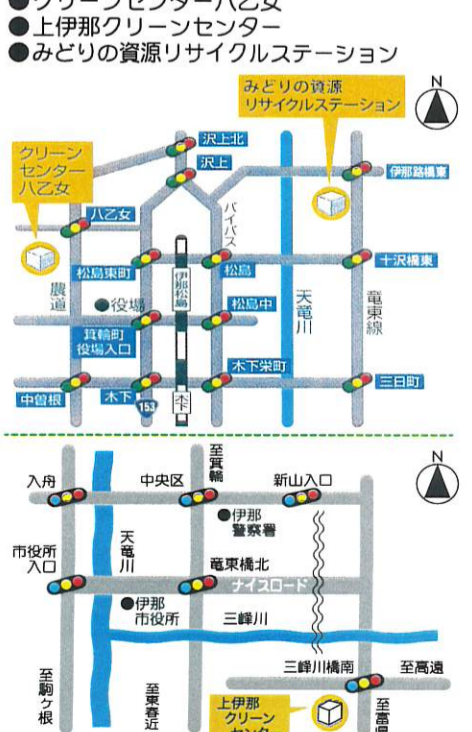 ●クリーンセンター八乙女
●上伊那クリーンセンター
●みどりの資源リサイクルステーション
みどりの資源
リサイクルステーション
N
沢上北
沢上
クリーン
センター
八乙女
伊那路橋東
八乙女
バイパス
松島東町
伊那松島
松島
十沢橋東
農道
●役場
松島中
天竜川
竜東線
箕輪町
役場入口
木下栄町
中曽根
木下
153
木下
三日町
至箕輪
N
入舟
中央区
新山入口
●伊那
警察署
市役所
入口
天竜川
竜東橋北
ナイスロード
●伊那
市役所
三峰川
三峰川橋南
至高遠
至駒ヶ根
至東春近
上伊那
クリーン
センター